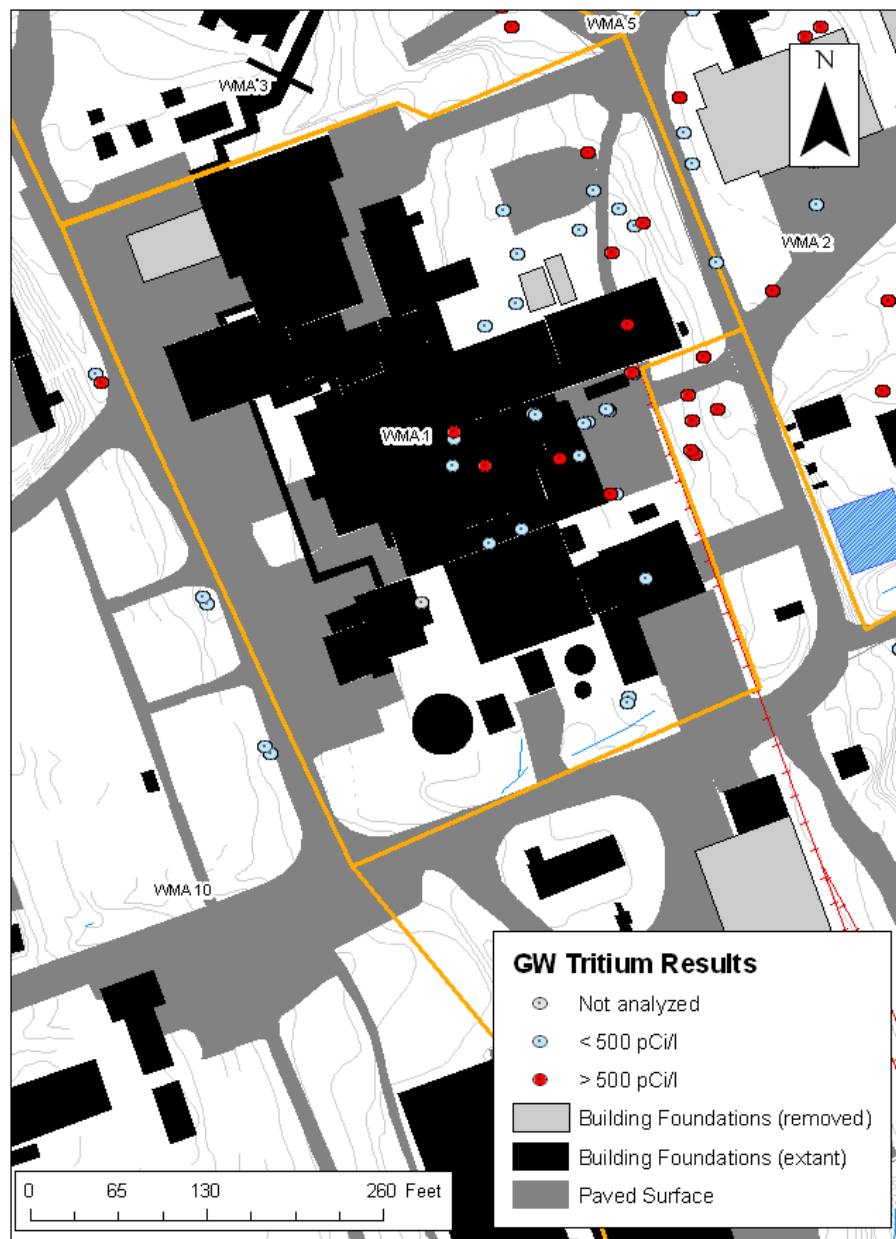 WMA 5
WMA 3
N
WMA 2
WMA 1
WMA 10
GW Tritium Results
Not analyzed
< 500 pCi/l
> 500 pCi/l
Building Foundations (removed)
Building Foundations (extant)
Paved Surface
0 65 130 260 Feet